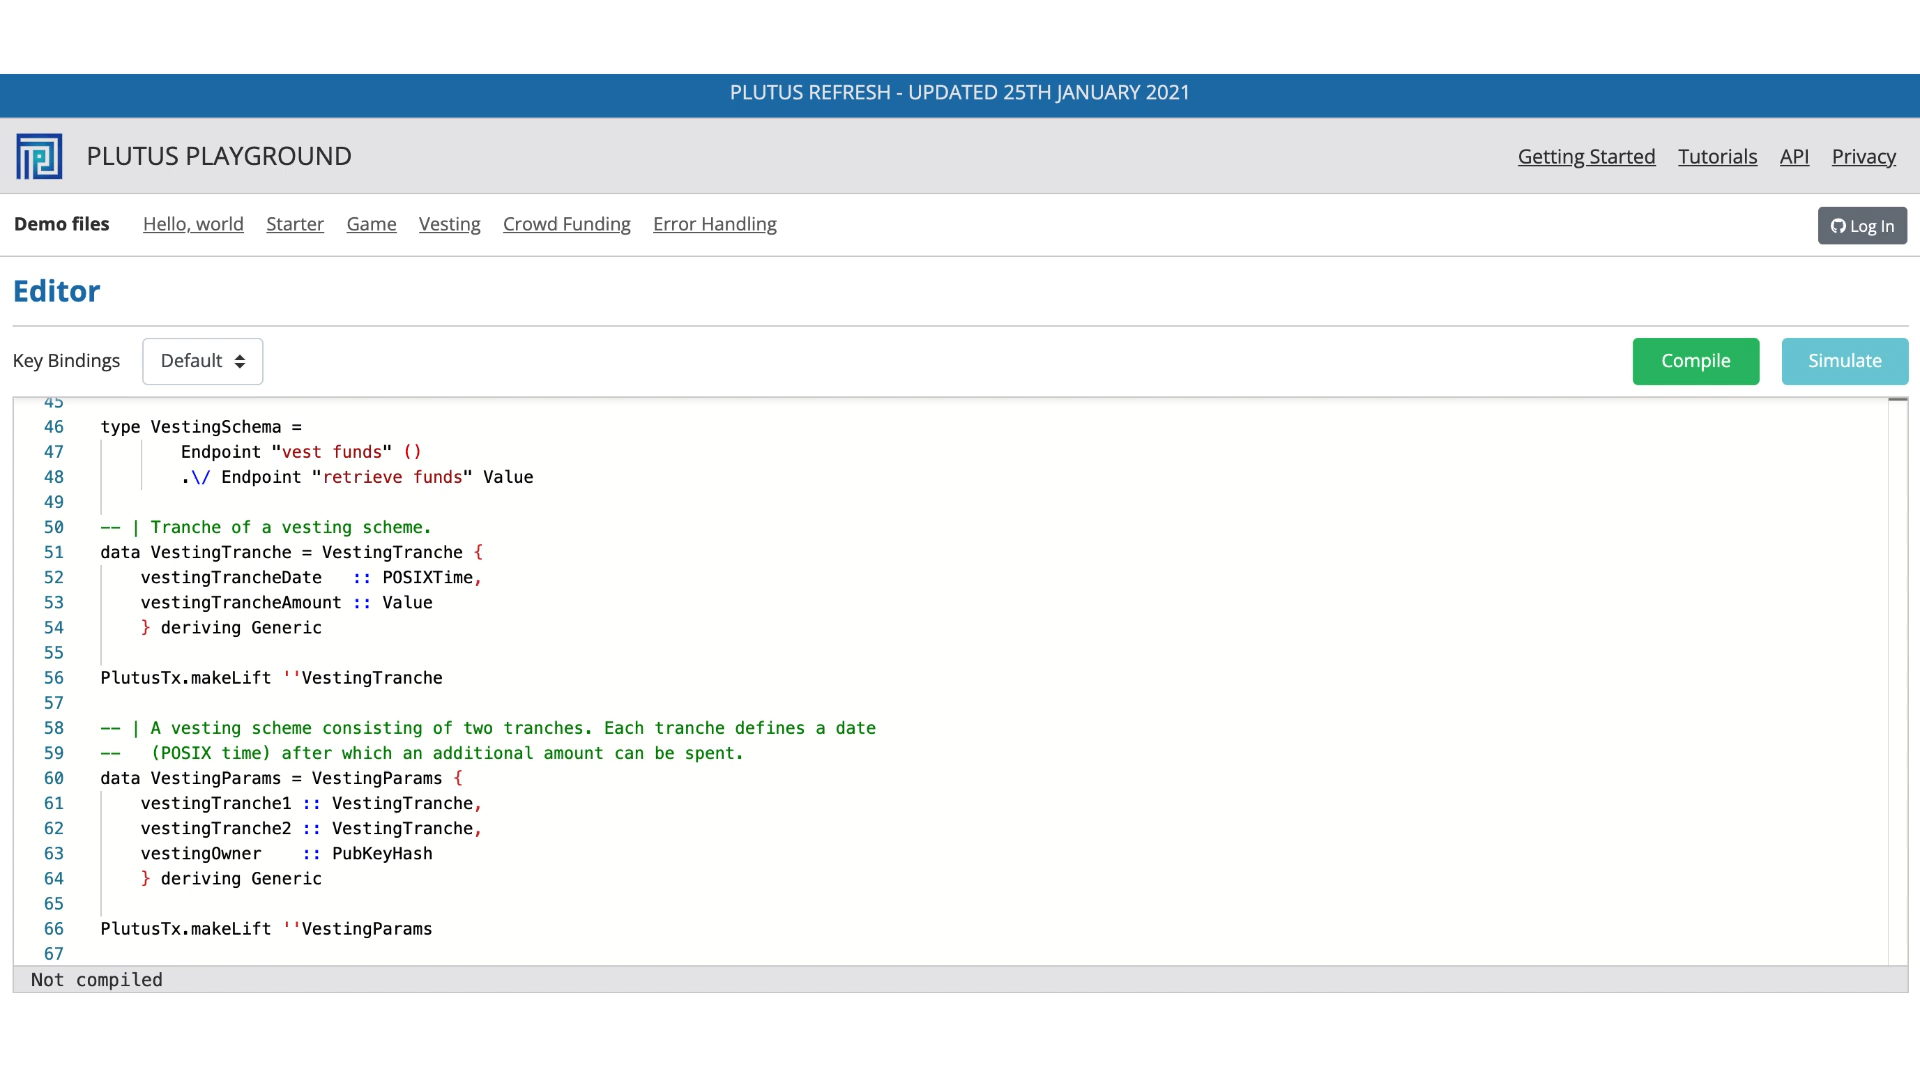 PLUTUS REFRESH - UPDATED 25TH JANUARY 2021
PLUTUS PLAYGROUND
Getting Started Tutorials API Privacy
Demo files Hello, world Starter Game Vesting Crowd Funding Error Handling
Log In
Editor
Key Bindings Default
Compile Simulate
45
46 type VestingSchema =
47 Endpoint "vest funds" ()
48 .\/ Endpoint "retrieve funds" Value
49
50 -- | Tranche of a vesting scheme.
51 data VestingTranche = VestingTranche {
52 vestingTrancheDate :: POSIXTime,
53 vestingTrancheAmount :: Value
54 } deriving Generic
55
56 PlutusTx.makeLift ''VestingTranche
57
58 -- | A vesting scheme consisting of two tranches. Each tranche defines a date
59 -- (POSIX time) after which an additional amount can be spent.
60 data VestingParams = VestingParams {
61 vestingTranche1 :: VestingTranche,
62 vestingTranche2 :: VestingTranche,
63 vestingOwner :: PubKeyHash
64 } deriving Generic
65
66 PlutusTx.makeLift ''VestingParams
67
Not compiled